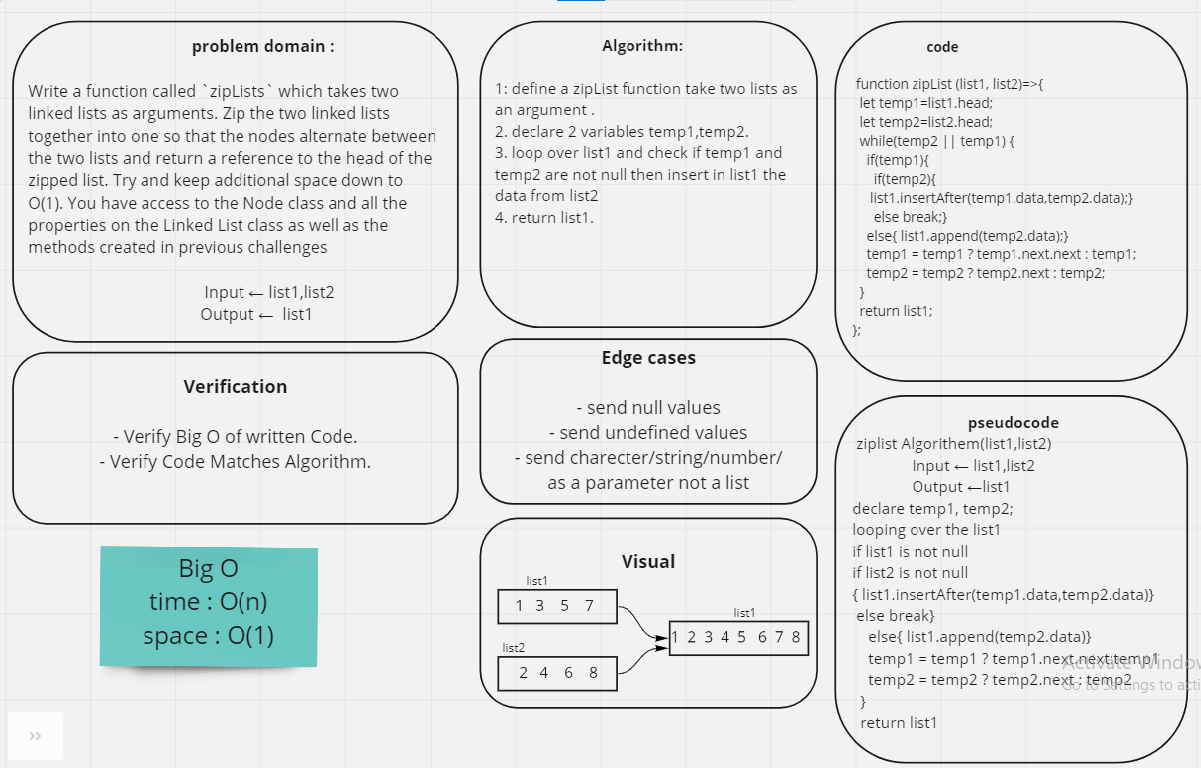 problem domain :
Write a function called `zipLists` which takes two
linked lists as arguments. Zip the two linked lists
together into one so that the nodes alternate between
the two lists and return a reference to the head of the
zipped list. Try and keep additional space down to
O(1). You have access to the Node class and all the
properties on the Linked List class as well as the
methods created in previous challenges
Input ← list1,list2
Output ← list1
Algorithm:
1: define a zipList function take two lists as
an argument .
2. declare 2 variables temp1,temp2.
3. loop over list1 and check if temp1 and
temp2 are not null then insert in list1 the
data from list2
4. return list1.
code
function zipList (list1, list2)=>{
let temp1=list1.head;
let temp2=list2.head;
while(temp2 || temp1) {
if(temp1){
if(temp2){
list1.insertAfter(temp1.data,temp2.data);}
else break;}
else{ list1.append(temp2.data);}
temp1 = temp1 ? temp1.next.next : temp1;
temp2 = temp2 ? temp2.next : temp2;
}
return list1;
};
Verification
- Verify Big O of written Code.
- Verify Code Matches Algorithm.
Edge cases
- send null values
- send undefined values
- send charecter/string/number/
as a parameter not a list
pseudocode
ziplist Algorithem(list1,list2)
Input ← list1,list2
Output ←list1
declare temp1, temp2;
looping over the list1
if list1 is not null
if list2 is not null
{ list1.insertAfter(temp1.data,temp2.data)}
else break}
else{ list1.append(temp2.data)}
temp1 = temp1 ? temp1.next.next:temp1
temp2 = temp2 ? temp2.next : temp2
}
return list1
Big O
time : O(n)
space : O(1)
Visual
list1
1 3 5 7
list2
2 4 6 8
list1
1 2 3 4 5 6 7 8
Activate Window
Go to Settings to acti